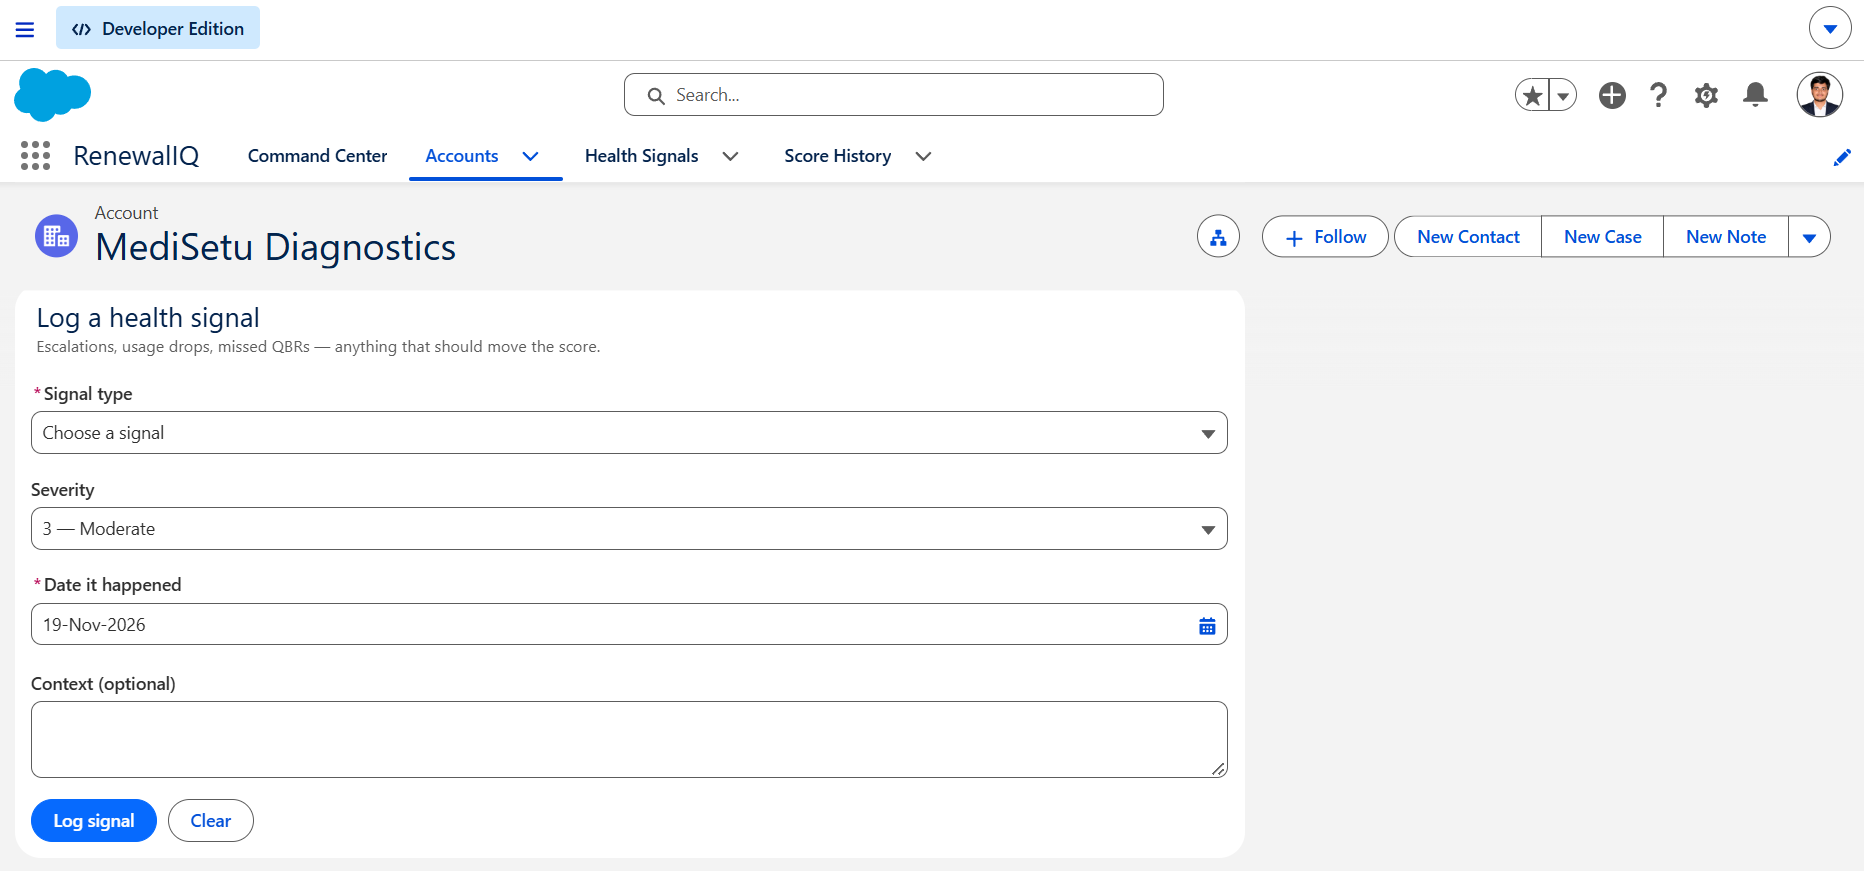 Developer Edition
Search...
RenewalIQ
Command Center
Accounts
Health Signals
Score History
Account
MediSetu Diagnostics
Follow
New Contact
New Case
New Note
Log a health signal
Escalations, usage drops, missed QBRs — anything that should move the score.
*Signal type
Choose a signal
Severity
3 — Moderate
*Date it happened
19-Nov-2026
Context (optional)
Log signal
Clear